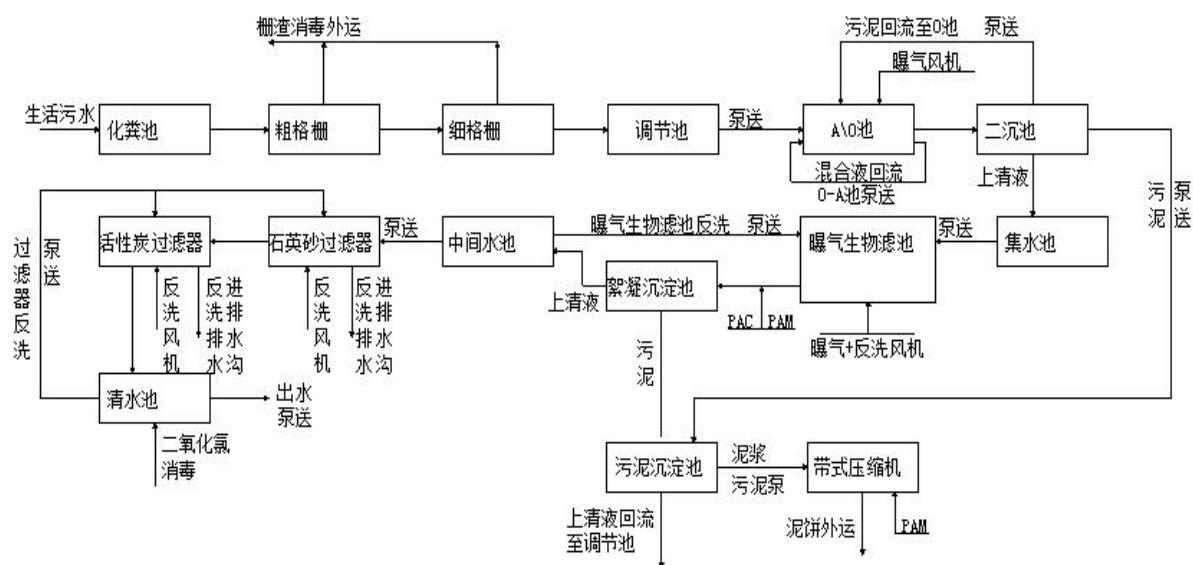 栅渣消毒外运
污泥回流至O池 泵送
曝气风机
生活污水
化粪池
粗格栅
细格栅
调节池
泵送
A\O池
二沉池
混合液回流
O-A池泵送
上清液
污泥
泵送
过滤器反洗
泵送
活性炭过滤器
石英砂过滤器
泵送
中间水池
曝气生物滤池反洗 泵送
曝气生物滤池
泵送
集水池
絮凝沉淀池
上清液
PAC
PAM
反洗风机
反洗排水
进排水沟
反洗风机
反洗排水
进排水沟
曝气+反洗风机
污泥
清水池
出水
泵送
二氧化氯
消毒
污泥沉淀池
泥浆
污泥泵
带式压缩机
上清液回流
至调节池
泥饼外运
PAM